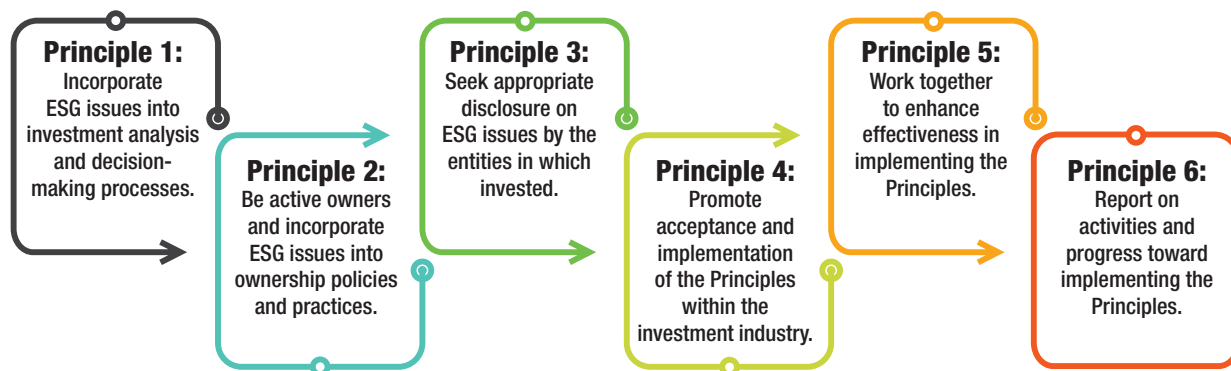 Principle 1:
Incorporate
ESG issues into
investment analysis
and decision-
making processes.
Principle 2:
Be active owners
and incorporate
ESG issues into
ownership policies
and practices.
Principle 3:
Seek appropriate
disclosure on
ESG issues by the
entities in which
invested.
Principle 4:
Promote
acceptance and
implementation
of the Principles
within the
investment industry.
Principle 5:
Work together
to enhance
effectiveness in
implementing the
Principles.
Principle 6:
Report on
activities and
progress toward
implementing the
Principles.